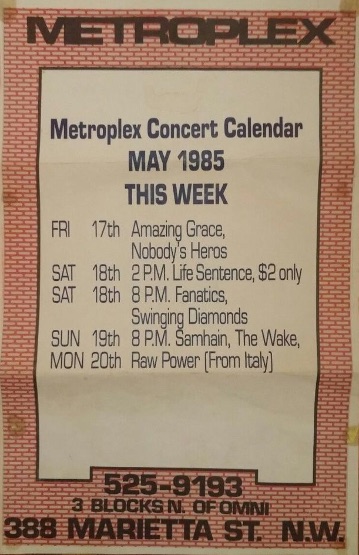 METROPLEX
Metroplex Concert Calendar
MAY 1985
THIS WEEK
FRI 17th Amazing Grace,
Nobody's Heros
SAT 18th 2 P.M. Life Sentence, $2 only
SAT 18th 8 P.M. Fanatics,
Swinging Diamonds
SUN 19th 8 P.M. Samhain, The Wake,
MON 20th Raw Power (From Italy)
525-9193
3 BLOCKS N. OF OMNI
388 MARIETTA ST. N.W.